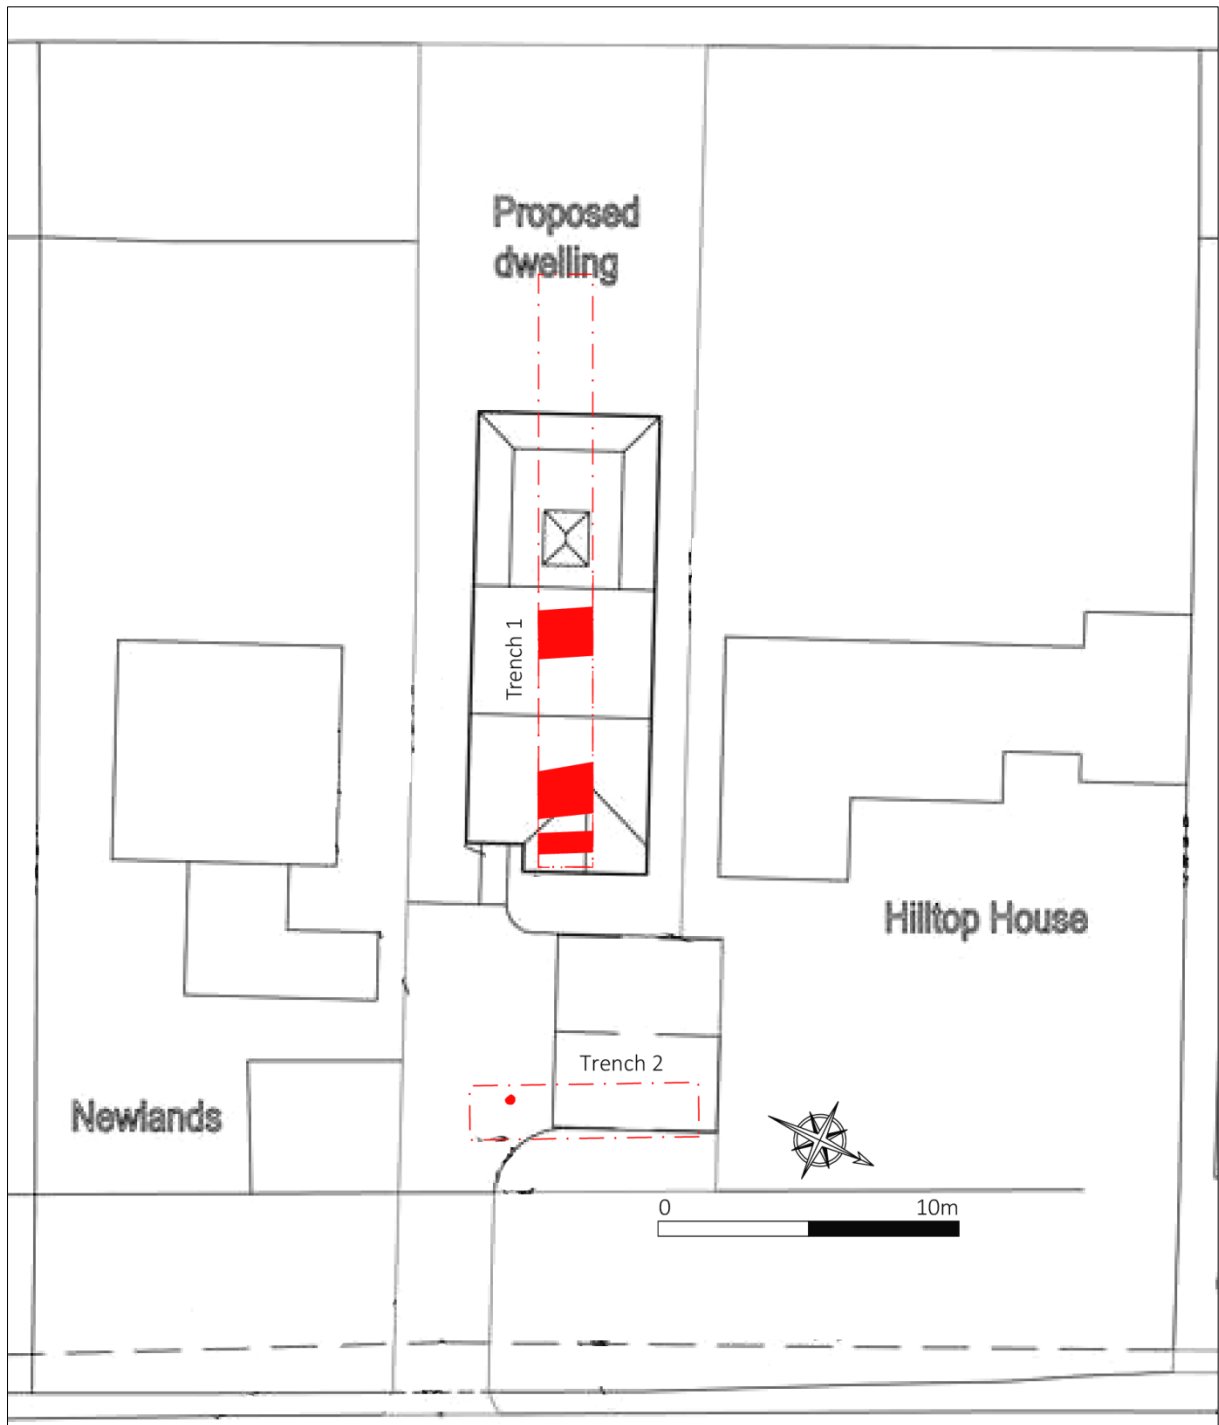 Proposed
dwelling
Trench 1
Hilltop House
Trench 2
Newlands
0 10m